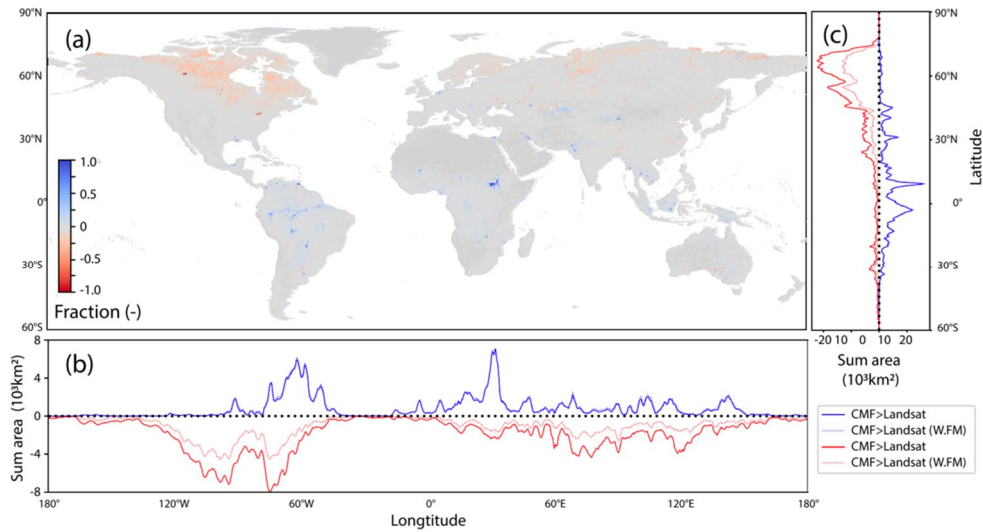 90°N
60°N
30°N
0°
30°S
60°S
(a)
1.0
0.5
0
-0.5
-1.0
Fraction (-)
(c)
90°N
60°N
30°N
0°
30°S
60°S
Latitude
-20 10 0 20
Sum area
(10³km²)
(b)
8
4
0
-4
-8
Sum area (10³km²)
180° 120°W 60°W 0° 60°E 120°E 180°
Longtitude
CMF>Landsat
CMF>Landsat (W.FM)
CMF>Landsat
CMF>Landsat (W.FM)